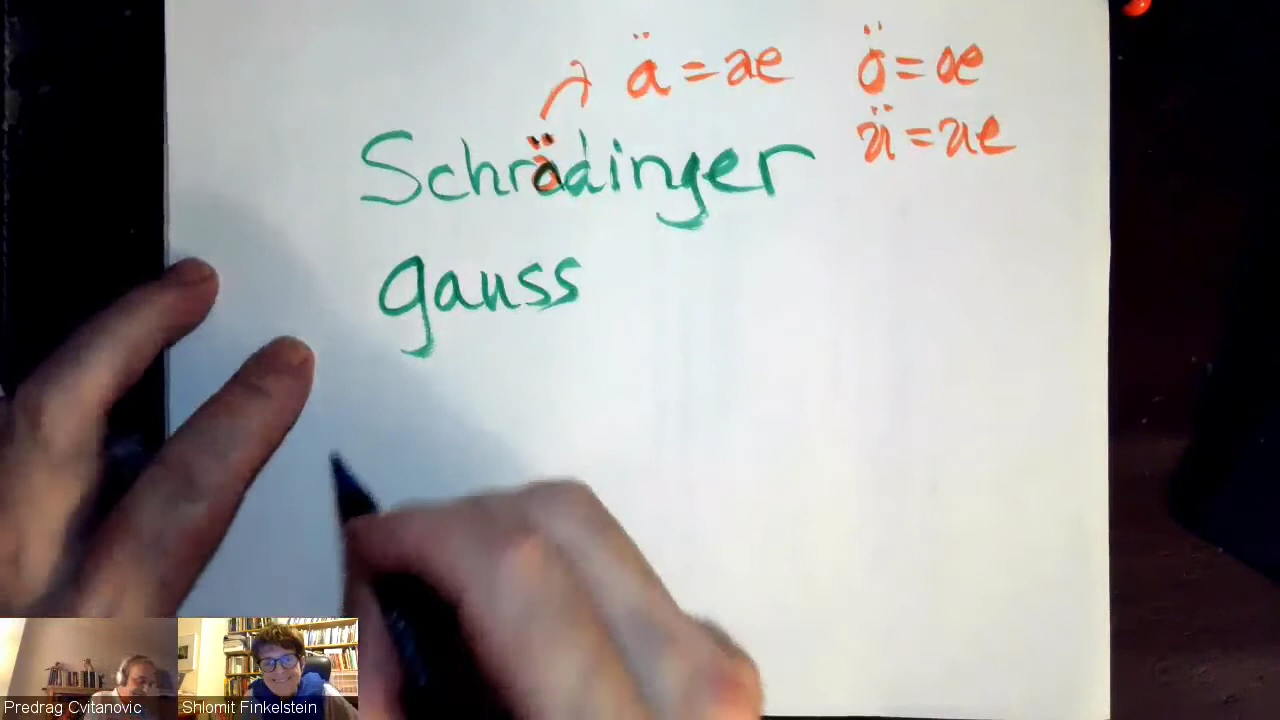 ä = ae ö = oe
ü = ue
Schrödinger
gauss
Predrag Cvitanovic
Shlomit Finkelstein